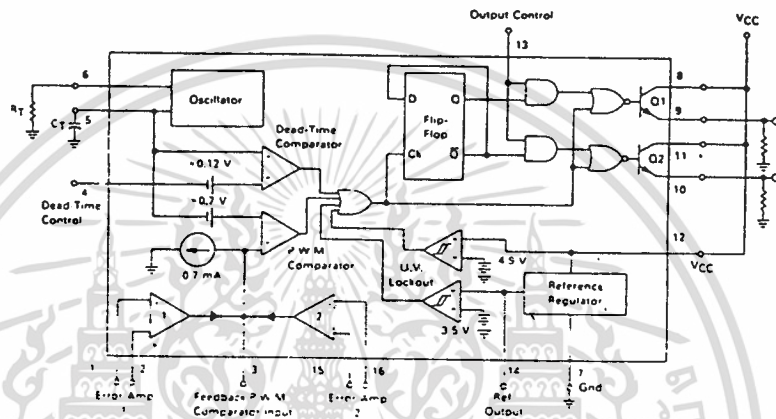 Output Control
VCC
13
6
8
RT
Oscillator
D
Q
Q1
5
CT
Flip-
Flop
9
Dead-Time
Comparator
≈0.12 V
11
Ck
Q
Q2
4
≈0.7 V
10
Dead-Time
Control
P.W.M.
Comparator
U.V.
Lockout
4.9 V
12
VCC
0.7 mA
Reference
Regulator
3.5 V
1
2
1
2
3
15
16
14
7
Error Amp
1
Feedback P.W.M.
Comparator Input
Error Amp
2
Ref
Output
Gnd